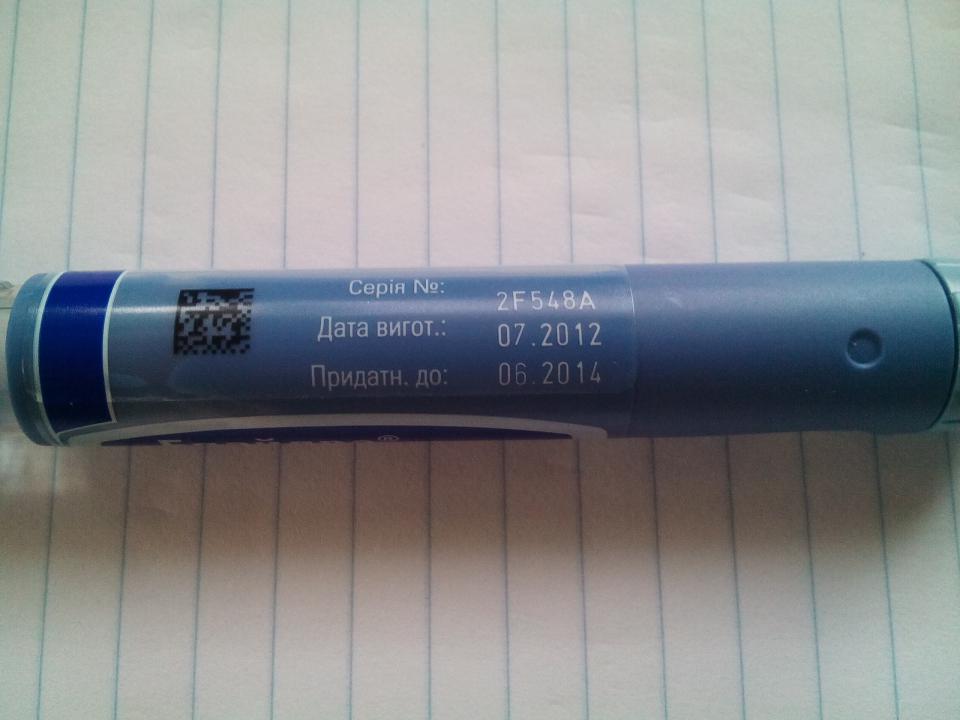 Серія №: 2F548A
Дата вигот.: 07.2012
Придатн. до: 06.2014